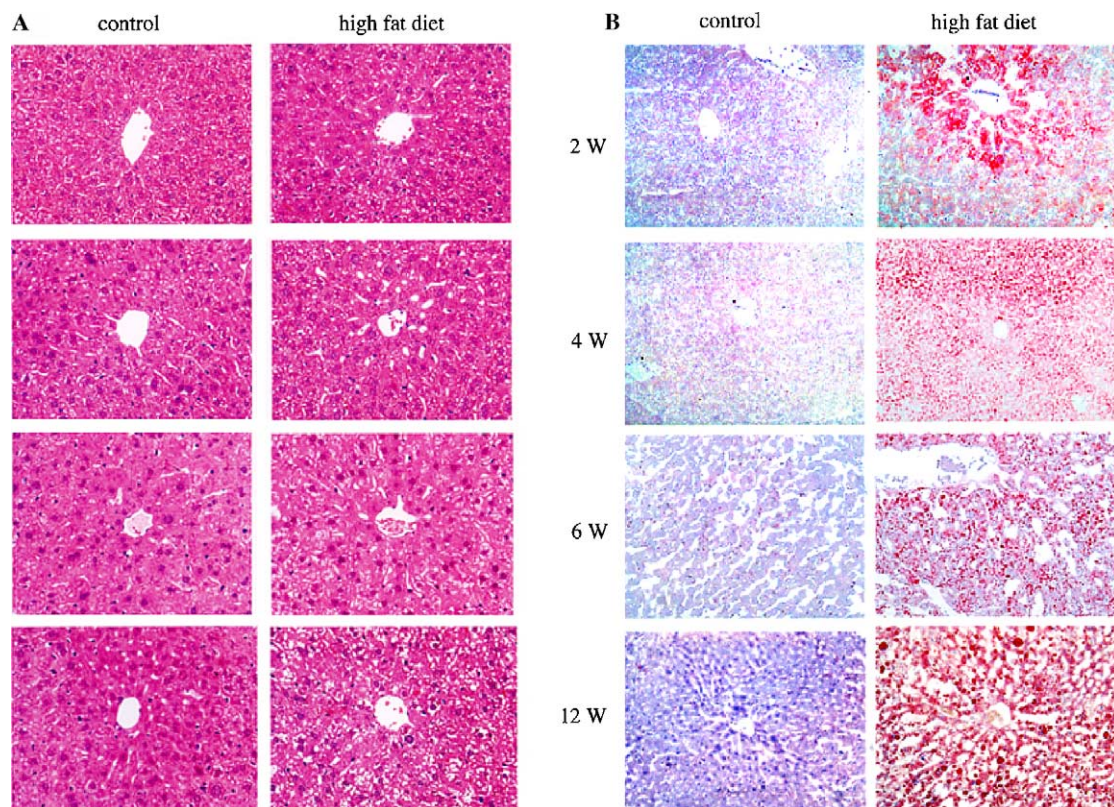 A control high fat diet B control high fat diet
2 W
4 W
6 W
12 W